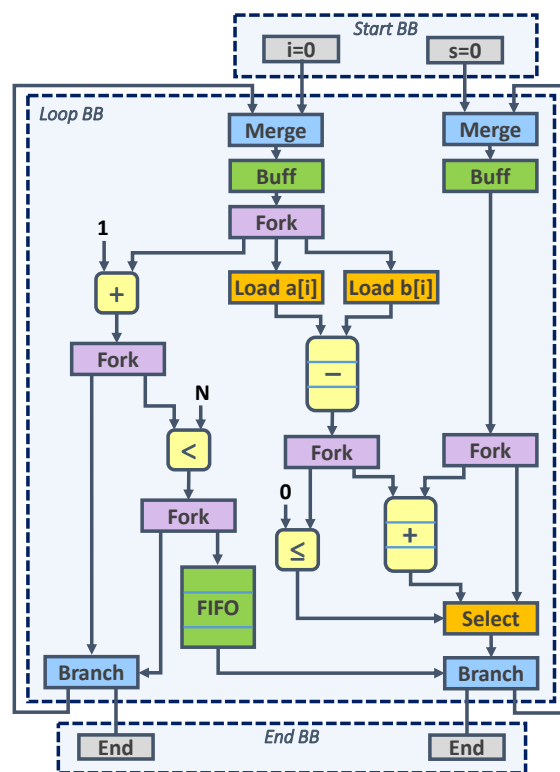 Start BB
i=0
s=0
Loop BB
Merge
Merge
Buff
Buff
Fork
1
+
Load a[i]
Load b[i]
Fork
−
N
<
Fork
Fork
0
Fork
+
≤
FIFO
Select
Branch
Branch
End BB
End
End